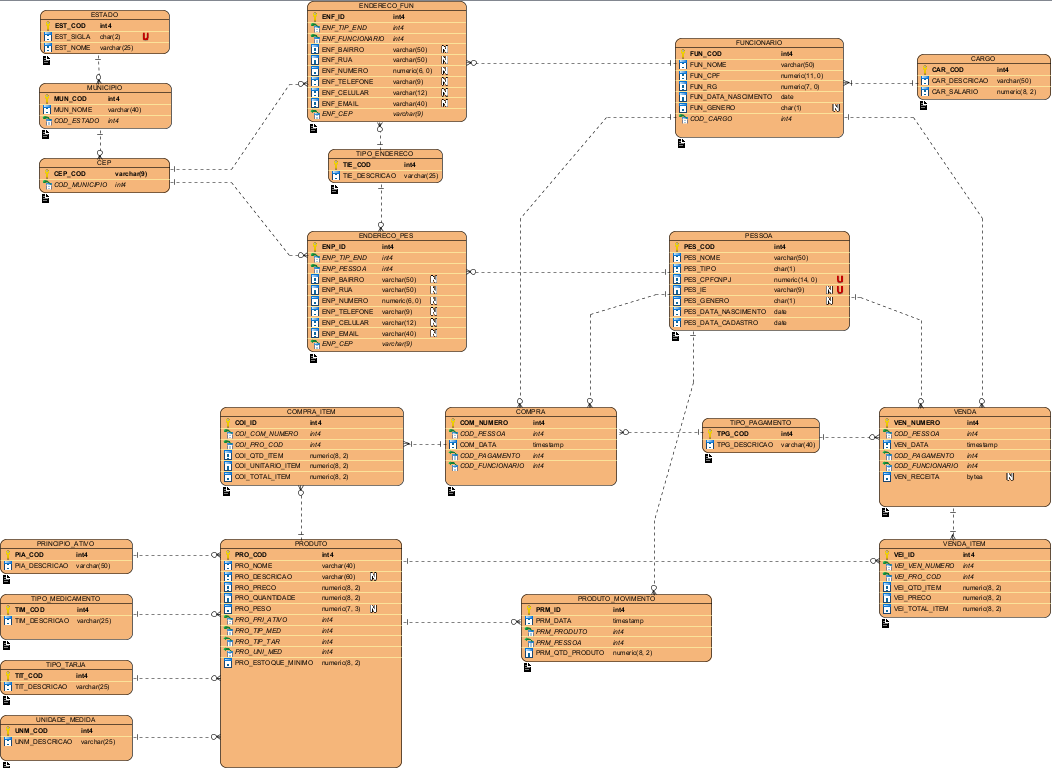 ESTADO
EST_COD int4
EST_SIGLA char(2) U
EST_NOME varchar(25)
MUNICIPIO
MUN_COD int4
MUN_NOME varchar(40)
COD_ESTADO int4
CEP
CEP_COD varchar(9)
COD_MUNICIPIO int4
ENDERECO_FUN
ENF_ID int4
ENF_TIP_END int4
ENF_FUNCIONARIO int4
ENF_BAIRRO varchar(50) N
ENF_RUA varchar(50) N
ENF_NUMERO numeric(6, 0) N
ENF_TELEFONE varchar(9) N
ENF_CELULAR varchar(12) N
ENF_EMAIL varchar(40) N
ENF_CEP varchar(9)
TIPO_ENDERECO
TIE_COD int4
TIE_DESCRICAO varchar(25)
ENDERECO_PES
ENP_ID int4
ENP_TIP_END int4
ENP_PESSOA int4
ENP_BAIRRO varchar(50) N
ENP_RUA varchar(50) N
ENP_NUMERO numeric(6, 0) N
ENP_TELEFONE varchar(9) N
ENP_CELULAR varchar(12) N
ENP_EMAIL varchar(40) N
ENP_CEP varchar(9)
FUNCIONARIO
FUN_COD int4
FUN_NOME varchar(50)
FUN_CPF numeric(11, 0)
FUN_RG numeric(7, 0)
FUN_DATA_NASCIMENTO date
FUN_GENERO char(1) N
COD_CARGO int4
CARGO
CAR_COD int4
CAR_DESCRICAO varchar(50)
CAR_SALARIO numeric(8, 2)
PESSOA
PES_COD int4
PES_NOME varchar(50)
PES_TIPO char(1)
PES_CPFCNPJ numeric(14, 0) U
PES_IE varchar(9) N U
PES_GENERO char(1) N
PES_DATA_NASCIMENTO date
PES_DATA_CADASTRO date
COMPRA_ITEM
COI_ID int4
COI_COM_NUMERO int4
COI_PRO_COD int4
COI_QTD_ITEM numeric(8, 2)
COI_UNITARIO_ITEM numeric(8, 2)
COI_TOTAL_ITEM numeric(8, 2)
COMPRA
COM_NUMERO int4
COD_PESSOA int4
COM_DATA timestamp
COD_PAGAMENTO int4
COD_FUNCIONARIO int4
TIPO_PAGAMENTO
TPG_COD int4
TPG_DESCRICAO varchar(40)
VENDA
VEN_NUMERO int4
COD_PESSOA int4
VEN_DATA timestamp
COD_PAGAMENTO int4
COD_FUNCIONARIO int4
VEN_RECEITA bytea N
PRINCIPIO_ATIVO
PIA_COD int4
PIA_DESCRICAO varchar(50)
TIPO_MEDICAMENTO
TIM_COD int4
TIM_DESCRICAO varchar(25)
TIPO_TARJA
TIT_COD int4
TIT_DESCRICAO varchar(25)
UNIDADE_MEDIDA
UNM_COD int4
UNM_DESCRICAO varchar(25)
PRODUTO
PRO_COD int4
PRO_NOME varchar(40)
PRO_DESCRICAO varchar(60) N
PRO_PRECO numeric(8, 2)
PRO_QUANTIDADE numeric(8, 2)
PRO_PESO numeric(7, 3) N
PRO_PRI_ATIVO int4
PRO_TIP_MED int4
PRO_TIP_TAR int4
PRO_UNI_MED int4
PRO_ESTOQUE_MINIMO numeric(8, 2)
PRODUTO_MOVIMENTO
PRM_ID int4
PRM_DATA timestamp
PRM_PRODUTO int4
PRM_PESSOA int4
PRM_QTD_PRODUTO numeric(8, 2)
VENDA_ITEM
VEI_ID int4
VEI_VEN_NUMERO int4
VEI_PRO_COD int4
VEI_QTD_ITEM numeric(8, 2)
VEI_PRECO numeric(8, 2)
VEI_TOTAL_ITEM numeric(8, 2)